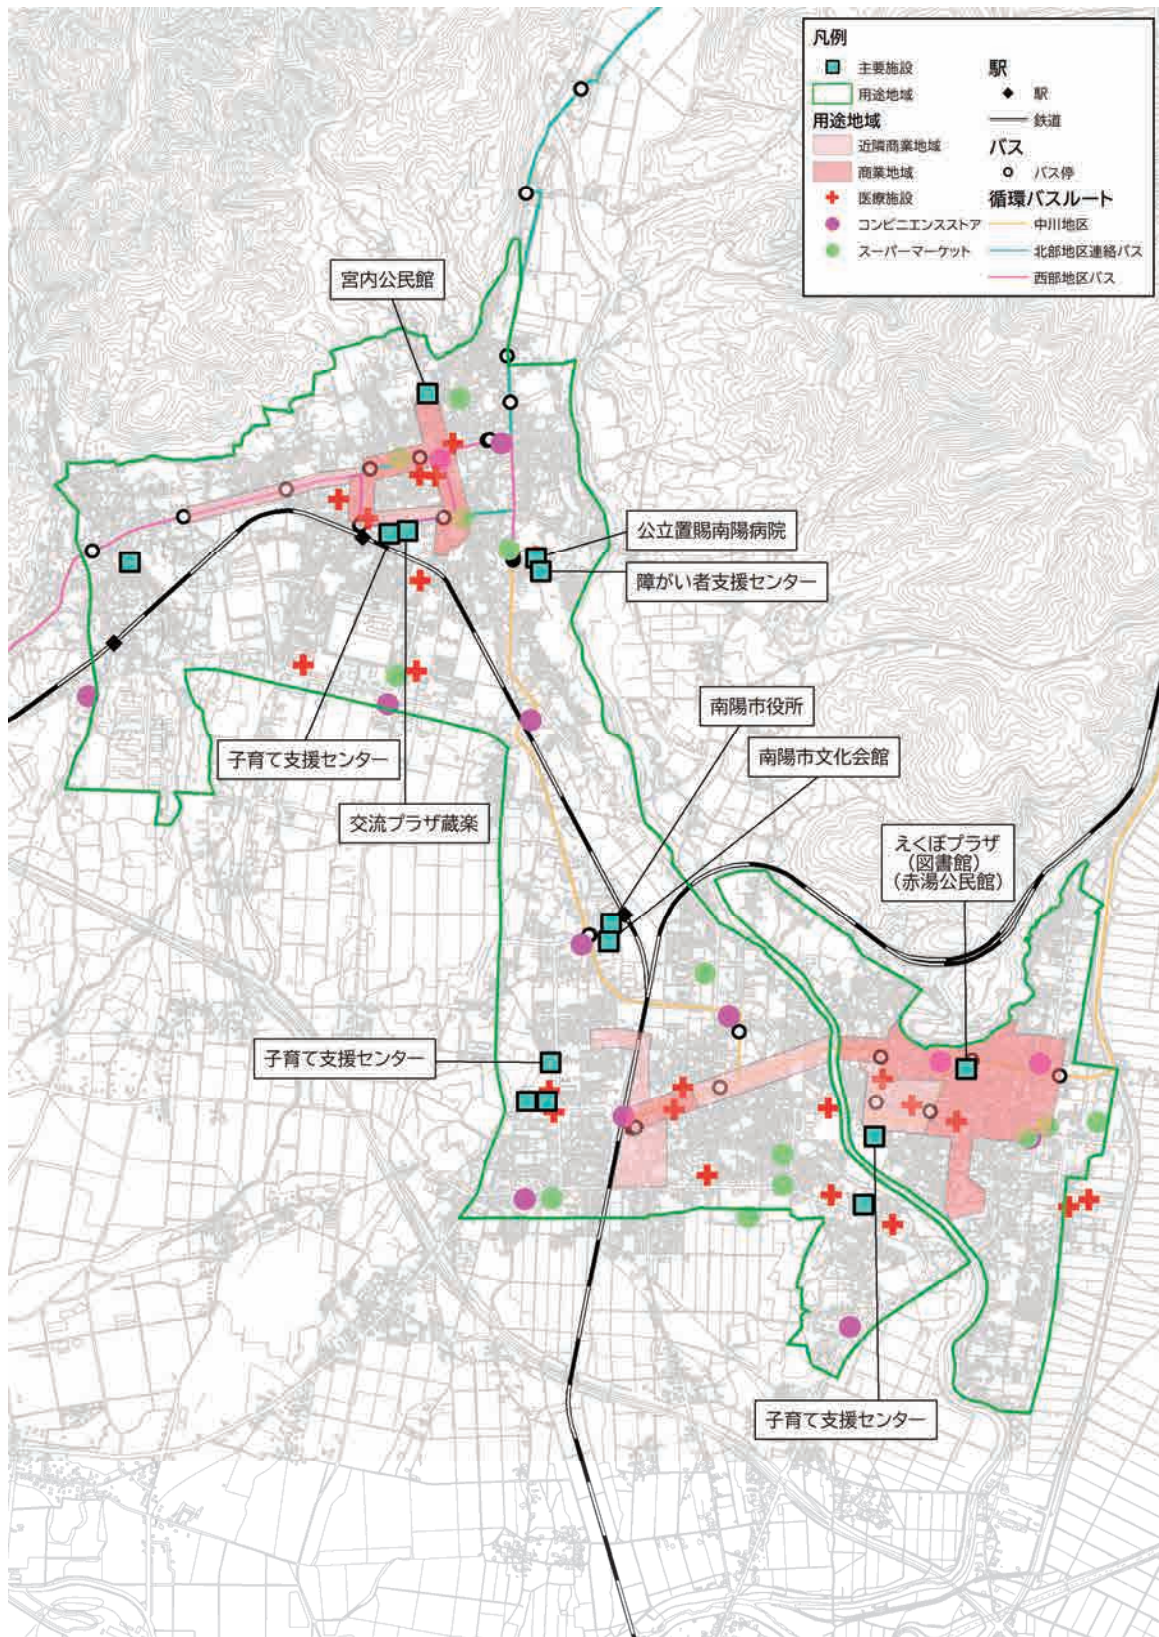 凡例
主要施設
用途地域
用途地域
近隣商業地域
商業地域
医療施設
コンビニエンスストア
スーパーマーケット
駅
駅
鉄道
バス
バス停
循環バスルート
中川地区
北部地区連絡バス
西部地区バス
宮内公民館
公立置賜南陽病院
障がい者支援センター
南陽市役所
南陽市文化会館
子育て支援センター
交流プラザ蔵楽
えくぼプラザ
(図書館)
(赤湯公民館)
子育て支援センター
子育て支援センター